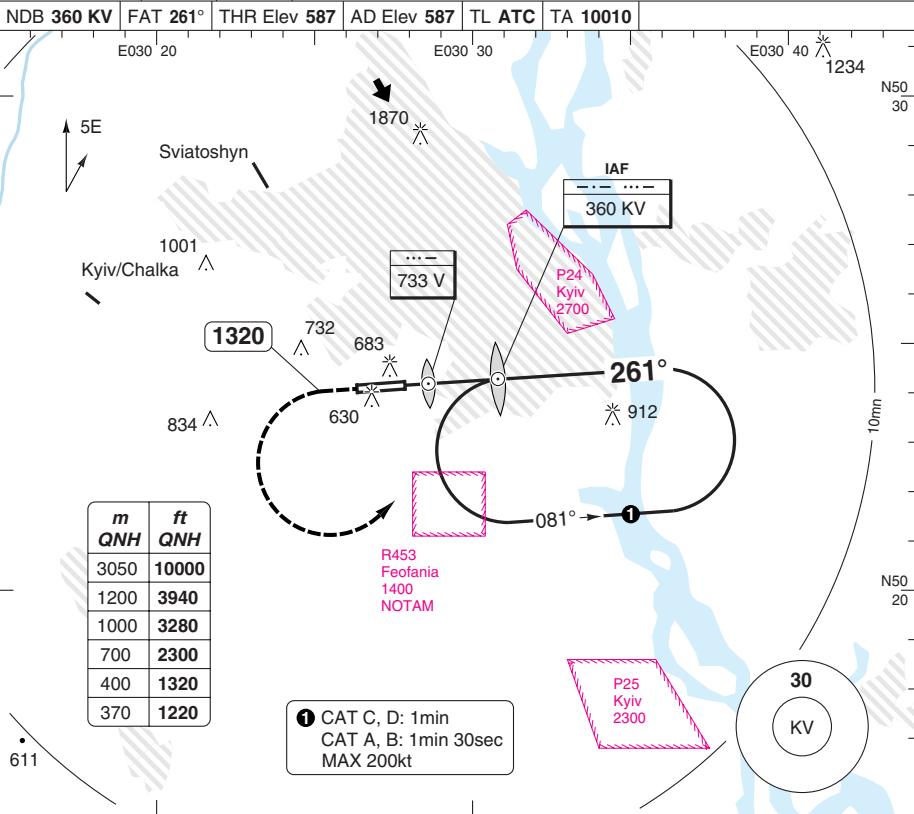 NDB 360 KV FAT 261° THR Elev 587 AD Elev 587 TL ATC TA 10010
E030 20
E030 30
E030 40
1234
N50
30
5E
1870
Sviatoshyn
IAF
360 KV
1001
Kyiv/Chalka
733 V
P24
Kyiv
2700
1320
732
683
261°
630
834
912
10mn
081°
1
m ft
QNH QNH
3050 10000
1200 3940
1000 3280
700 2300
400 1320
370 1220
R453
Feofania
1400
NOTAM
N50
20
P25
Kyiv
2300
30
KV
1 CAT C, D: 1min
CAT A, B: 1min 30sec
MAX 200kt
611